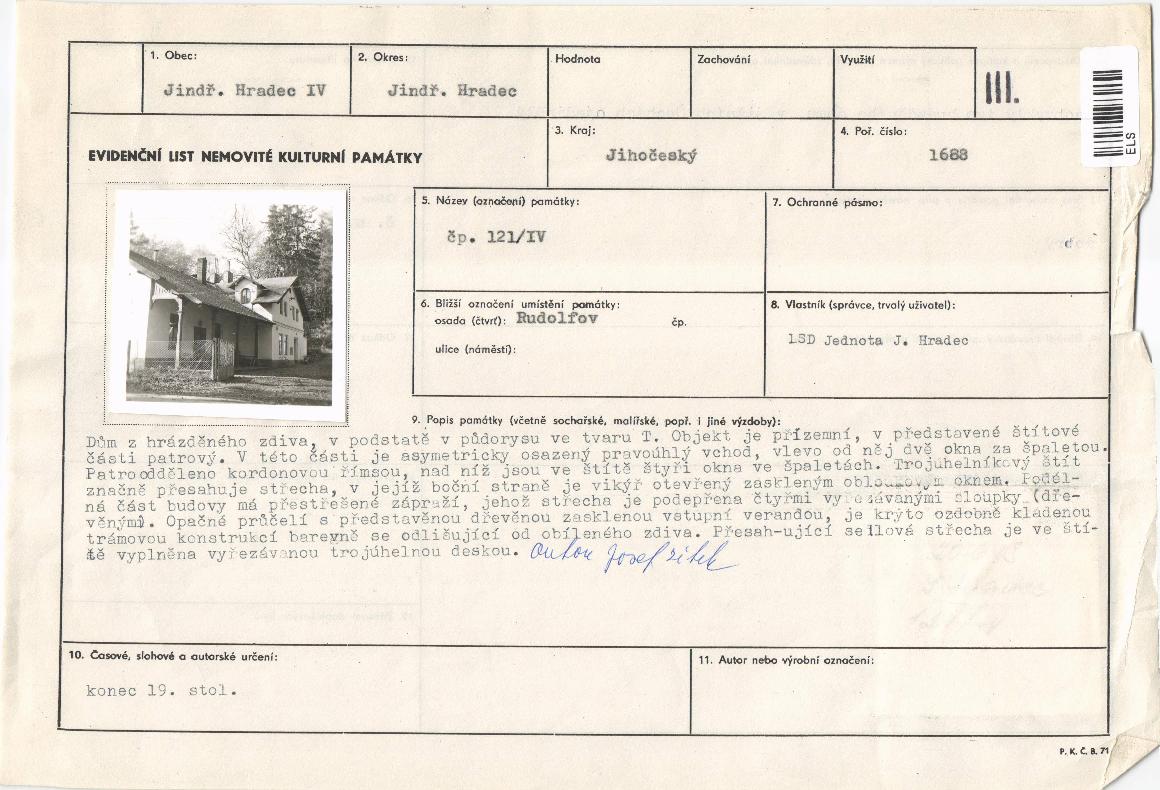 1. Obec:
Jindř. Hradec IV
2. Okres:
Jindř. Hradec
Hodnota
Zachování
Využití
III.
ELS
EVIDENČNÍ LIST NEMOVITÉ KULTURNÍ PAMÁTKY
3. Kraj:
Jihočeský
4. Poř. číslo:
1688
5. Název (označení) památky:
čp. 121/IV
7. Ochranné pásmo:
6. Bližší označení umístění památky:
osada (čtvrť): Rudolfov čp.
ulice (náměstí):
8. Vlastník (správce, trvalý uživatel):
LSD Jednota J. Hradec
9. Popis památky (včetně sochařské, malířské, popř. i jiné výzdoby):
Dům z hrázděného zdiva, v podstatě v půdorysu ve tvaru T. Objekt je přízemní, v představené štítové
části patrový. V této části je asymetricky osazený pravoúhlý vchod, vlevo od něj dvě okna za špaletou.
Patroodděleno kordonovou římsou, nad níž jsou ve štítě štyři okna ve špaletách. Trojúhelníkový štít
značně přesahuje střecha, v jejíž boční straně je vikýř otevřený zaskleným obloukovým oknem. Podél-
ná část budovy má přestřešené zápraží, jehož střecha je podepřena čtyřmi vyřezávanými sloupky (dře-
věnými. Opačné průčelí s představěnou dřevěnou zasklenou vstupní verandou, je kryto ozdobně kladenou
trámovou konstrukcí barevně se odlišující od obíleného zdiva. Přesah-ující sedlová střecha je ve ští-
tě vyplněna vyřezávanou trojúhelnou deskou. Autor Josef Zítek
10. Časové, slohové a autorské určení:
konec 19. stol.
11. Autor nebo výrobní označení:
P. K. Č. B. 71